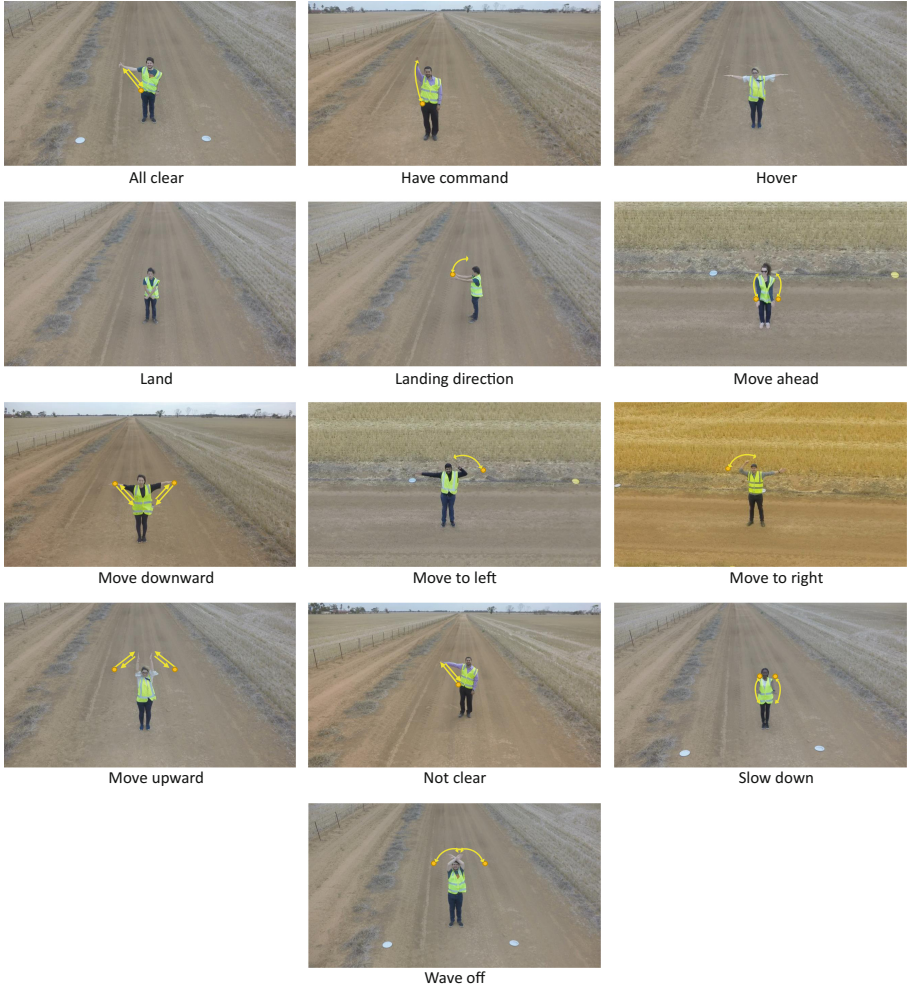 All clear
Have command
Hover
Land
Landing direction
Move ahead
Move downward
Move to left
Move to right
Move upward
Not clear
Slow down
Wave off